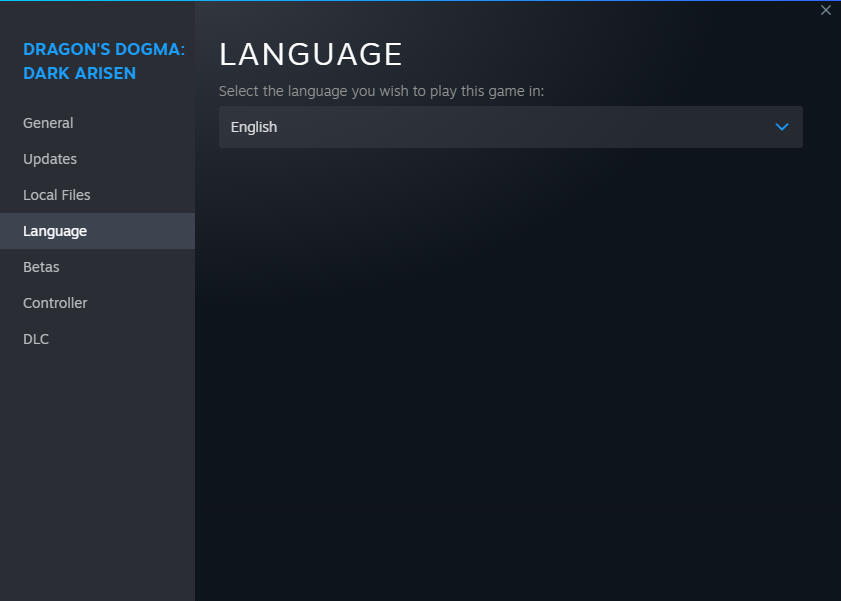 DRAGON'S DOGMA:
DARK ARISEN
General
Updates
Local Files
Language
Betas
Controller
DLC
LANGUAGE
Select the language you wish to play this game in:
English